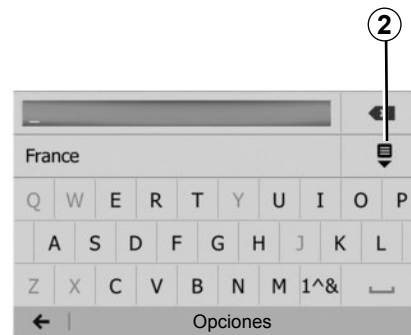 2
_
France
Q W E R T Y U I O P
A S D F G H J K L
Z X C V B N M 1^&
Opciones